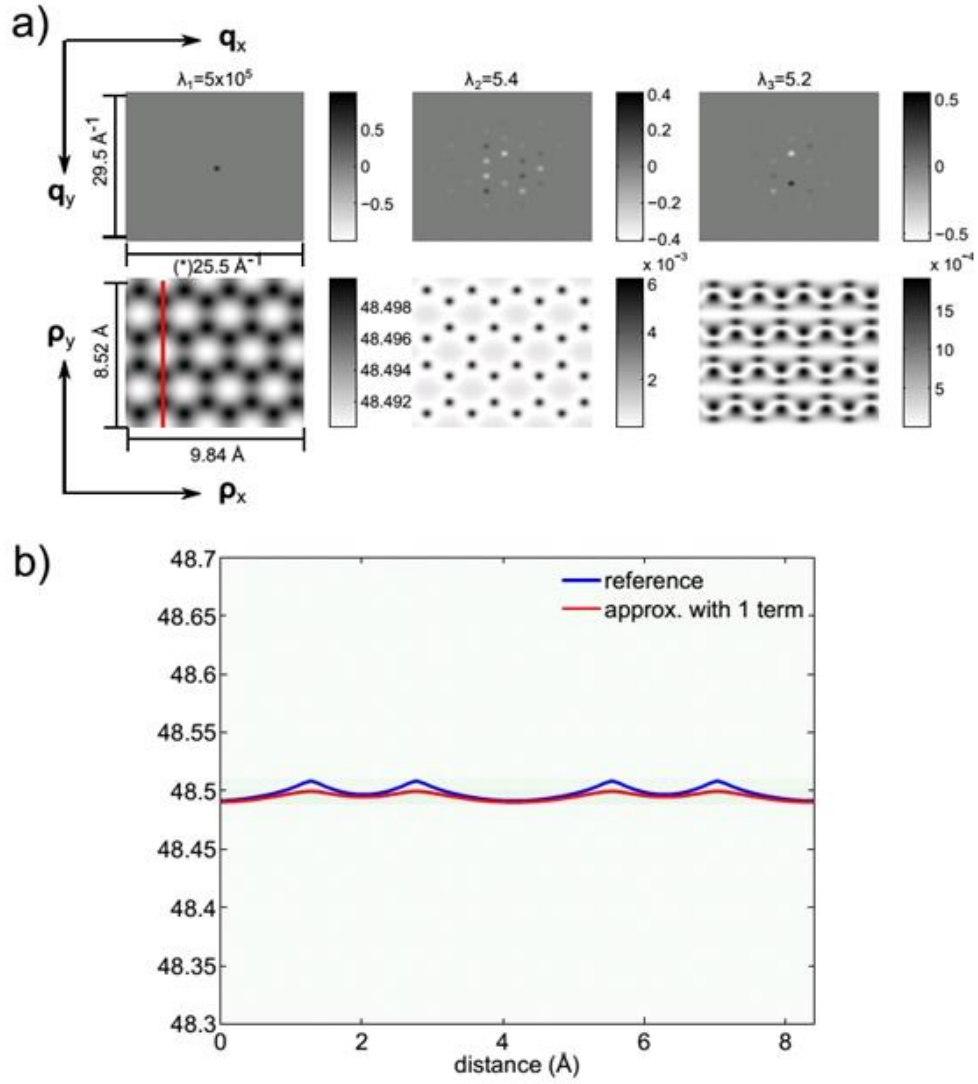 a)
qx
qy
λ1=5x10⁵
λ2=5.4
λ3=5.2
29.5 Å⁻¹
0.5
0
−0.5
0.4
0.2
0
−0.2
−0.4
0.5
0
−0.5
(*)25.5 Å⁻¹
x 10⁻³
x 10⁻⁴
ρy
8.52 Å
48.498
48.496
48.494
48.492
6
4
2
15
10
5
9.84 Å
ρx
b)
48.7
48.65
48.6
48.55
48.5
48.45
48.4
48.35
48.3
reference
approx. with 1 term
0 2 4 6 8
distance (Å)